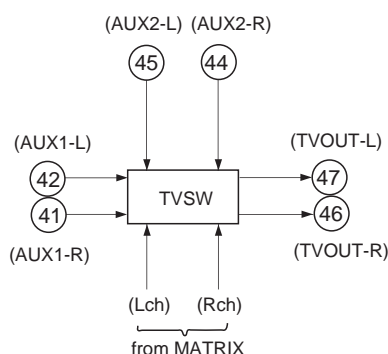 (AUX2-L) (AUX2-R)
45 44
(AUX1-L) (TVOUT-L)
42 TVSW 47
41 46
(AUX1-R) (TVOUT-R)
(Lch) (Rch)
from MATRIX